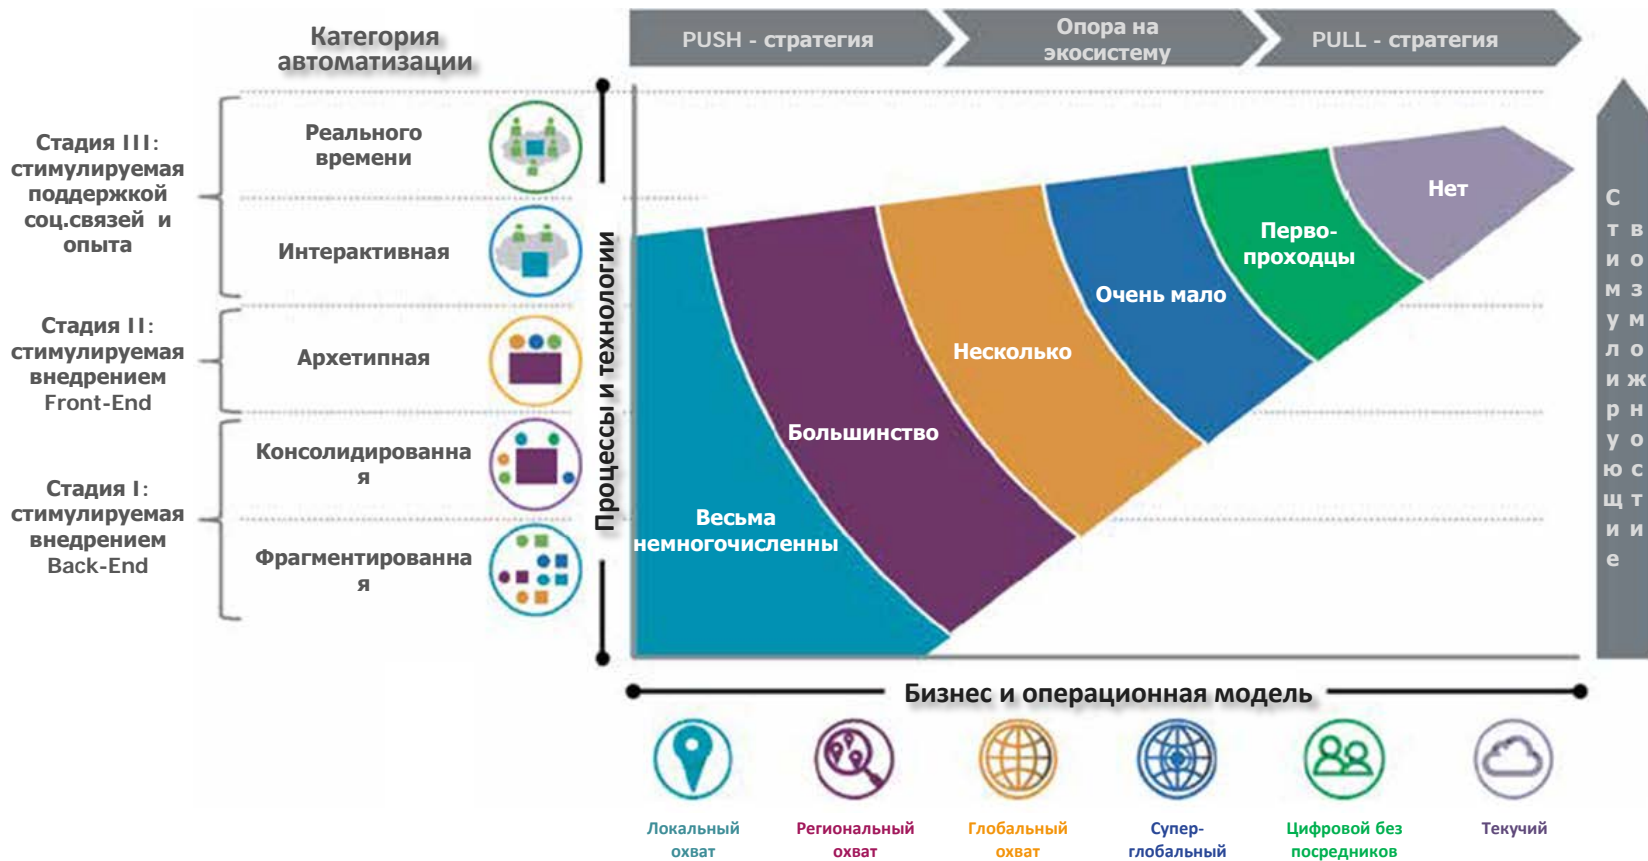 Категория
автоматизации
PUSH - стратегия
Опора на
экосистему
PULL - стратегия
Стадия III:
стимулируемая
поддержкой
соц.связей и
опыта
Реального
времени
Интерактивная
Стадия II:
стимулируемая
внедрением
Front-End
Архетипная
Стадия I:
стимулируемая
внедрением
Back-End
Консолидированна
я
Фрагментированна
я
Процессы и технологии
Весьма
немногочисленны
Большинство
Несколько
Очень мало
Перво-
проходцы
Нет
Стимулирующие
возможности
Бизнес и операционная модель
Локальный
охват
Региональный
охват
Глобальный
охват
Супер-
глобальный
Цифровой без
посредников
Текучий